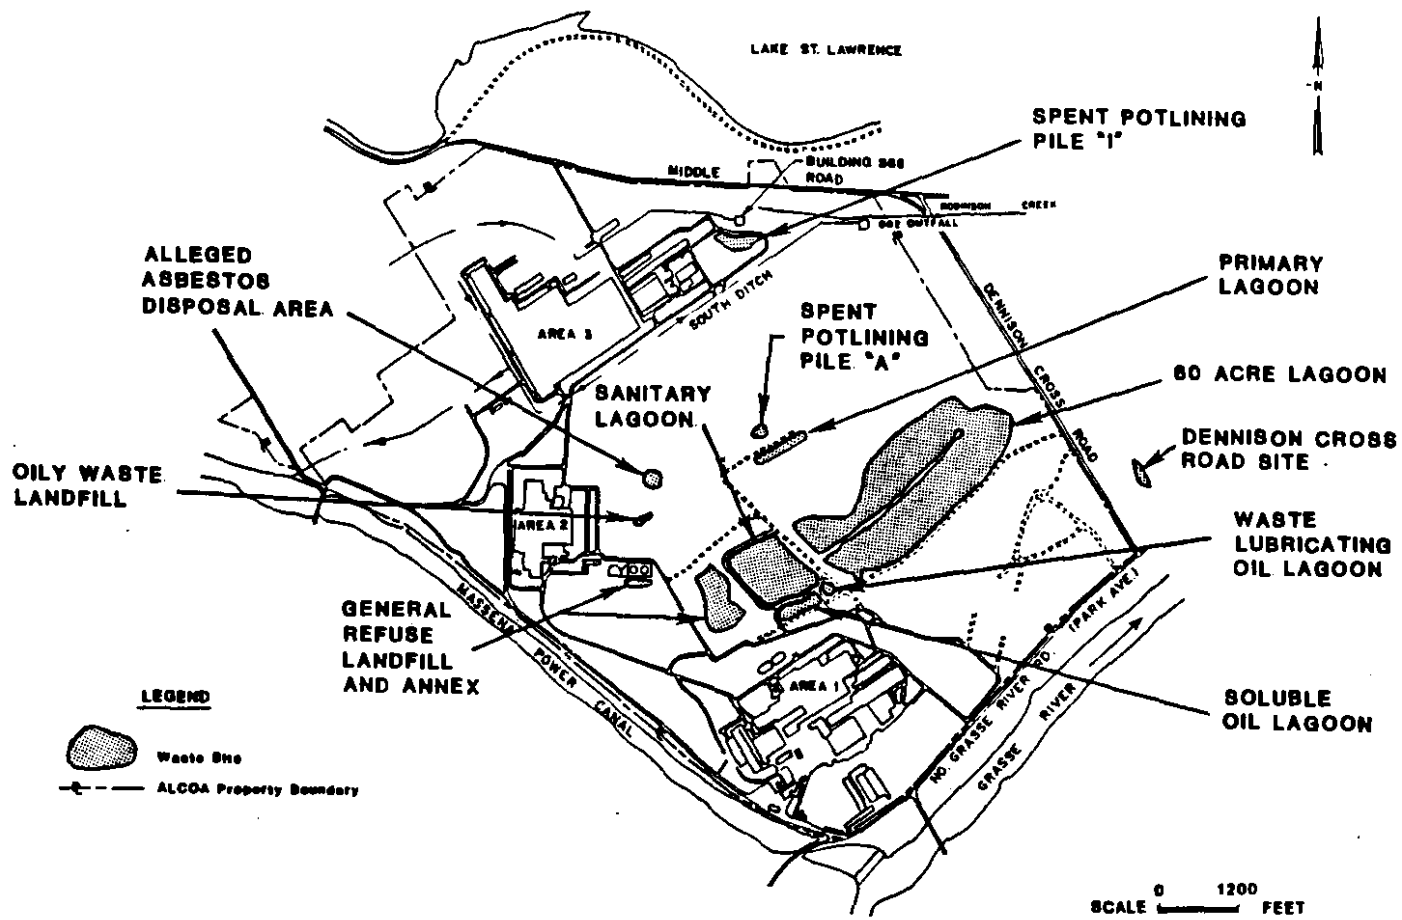 LAKE ST. LAWRENCE
N
SPENT POTLINING
PILE "I"
MIDDLE
ROAD
ROBINSON CREEK
002 OUTFALL
ALLEGED
ASBESTOS
DISPOSAL AREA
PRIMARY
LAGOON
SOUTH DITCH
DENNISON CROSS ROAD
AREA 3
SPENT
POTLINING
PILE "A"
SANITARY
LAGOON
60 ACRE LAGOON
DENNISON CROSS
ROAD SITE
OILY WASTE
LANDFILL
AREA 2
WASTE
LUBRICATING
OIL LAGOON
GENERAL
REFUSE
LANDFILL
AND ANNEX
MASSENA POWER CANAL
AREA 1
NO. GRASSE RIVER RD. (PARK AVE.)
GRASSE RIVER
SOLUBLE
OIL LAGOON
LEGEND
Waste Site
ALCOA Property Boundary
0 1200
SCALE FEET